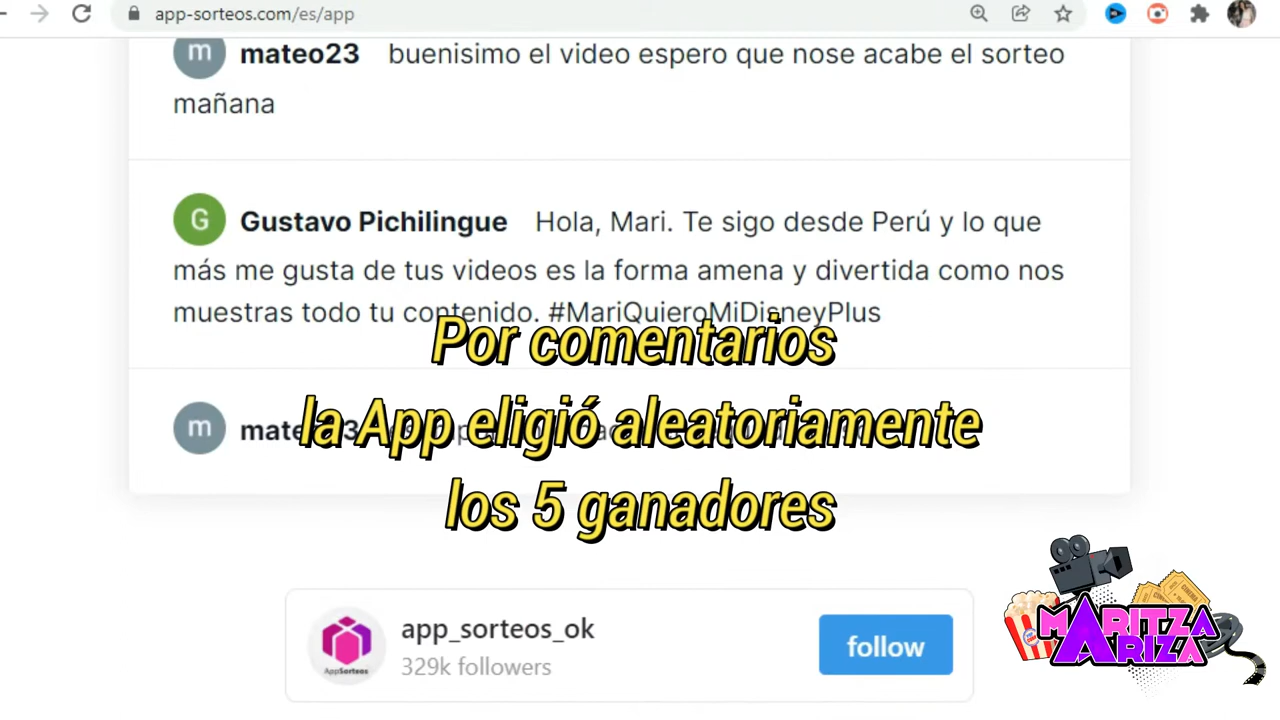 app-sorteos.com/es/app
m mateo23 buenisimo el video espero que nose acabe el sorteo
mañana
G Gustavo Pichilingue Hola, Mari. Te sigo desde Perú y lo que
más me gusta de tus videos es la forma amena y divertida como nos
muestras todo tu contenido. #MariQuieroMiDisneyPlus
Por comentarios
m
la App eligió aleatoriamente
los 5 ganadores
app_sorteos_ok
329k followers
AppSorteos
follow
MARITZA
ARIZA